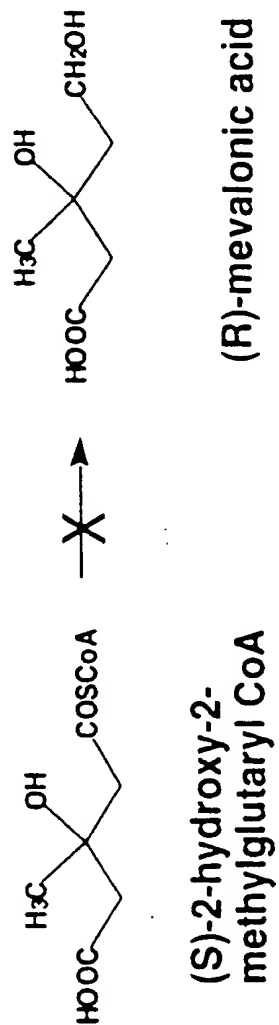 H3C OH
HOOC COSCoA
(S)-2-hydroxy-2-
methylglutaryl CoA
H3C OH
HOOC CH2OH
(R)-mevalonic acid